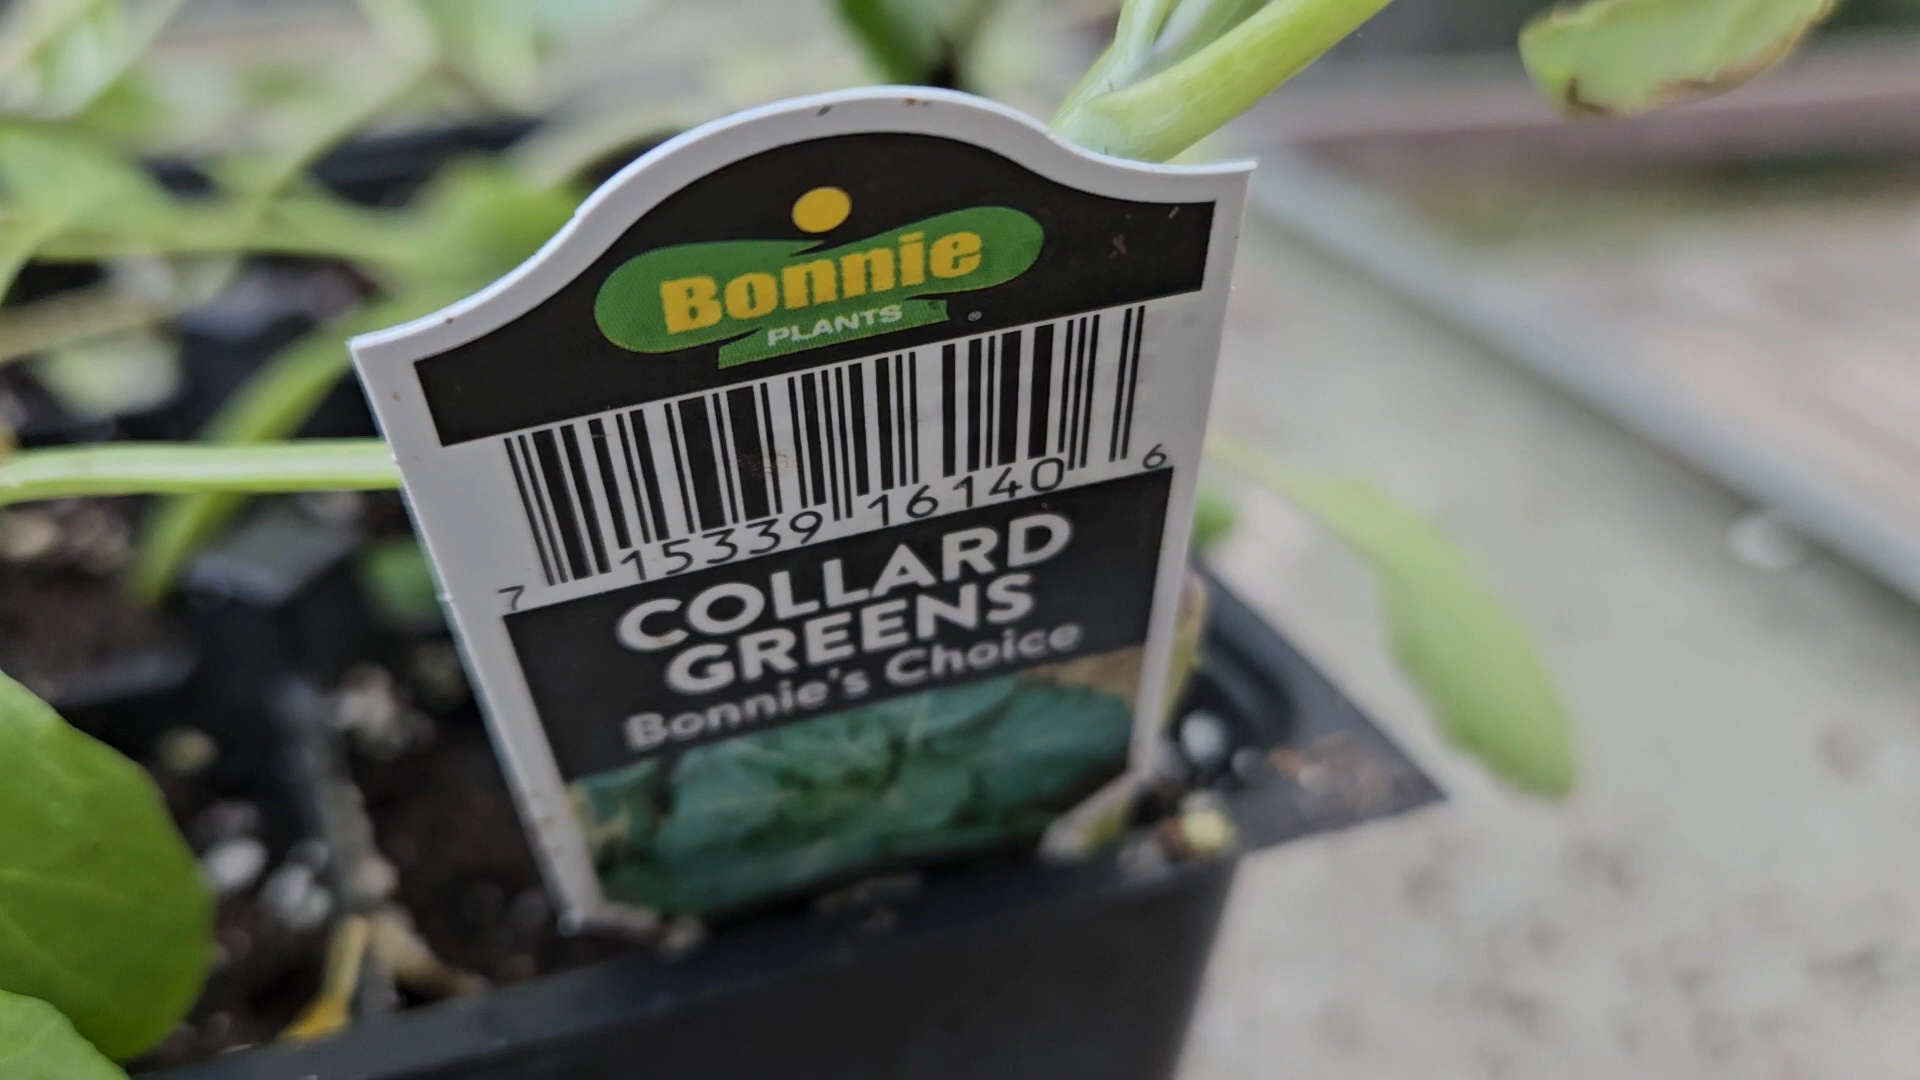 Bonnie
PLANTS ®
7 15339 16140 6
COLLARD
GREENS
Bonnie's Choice